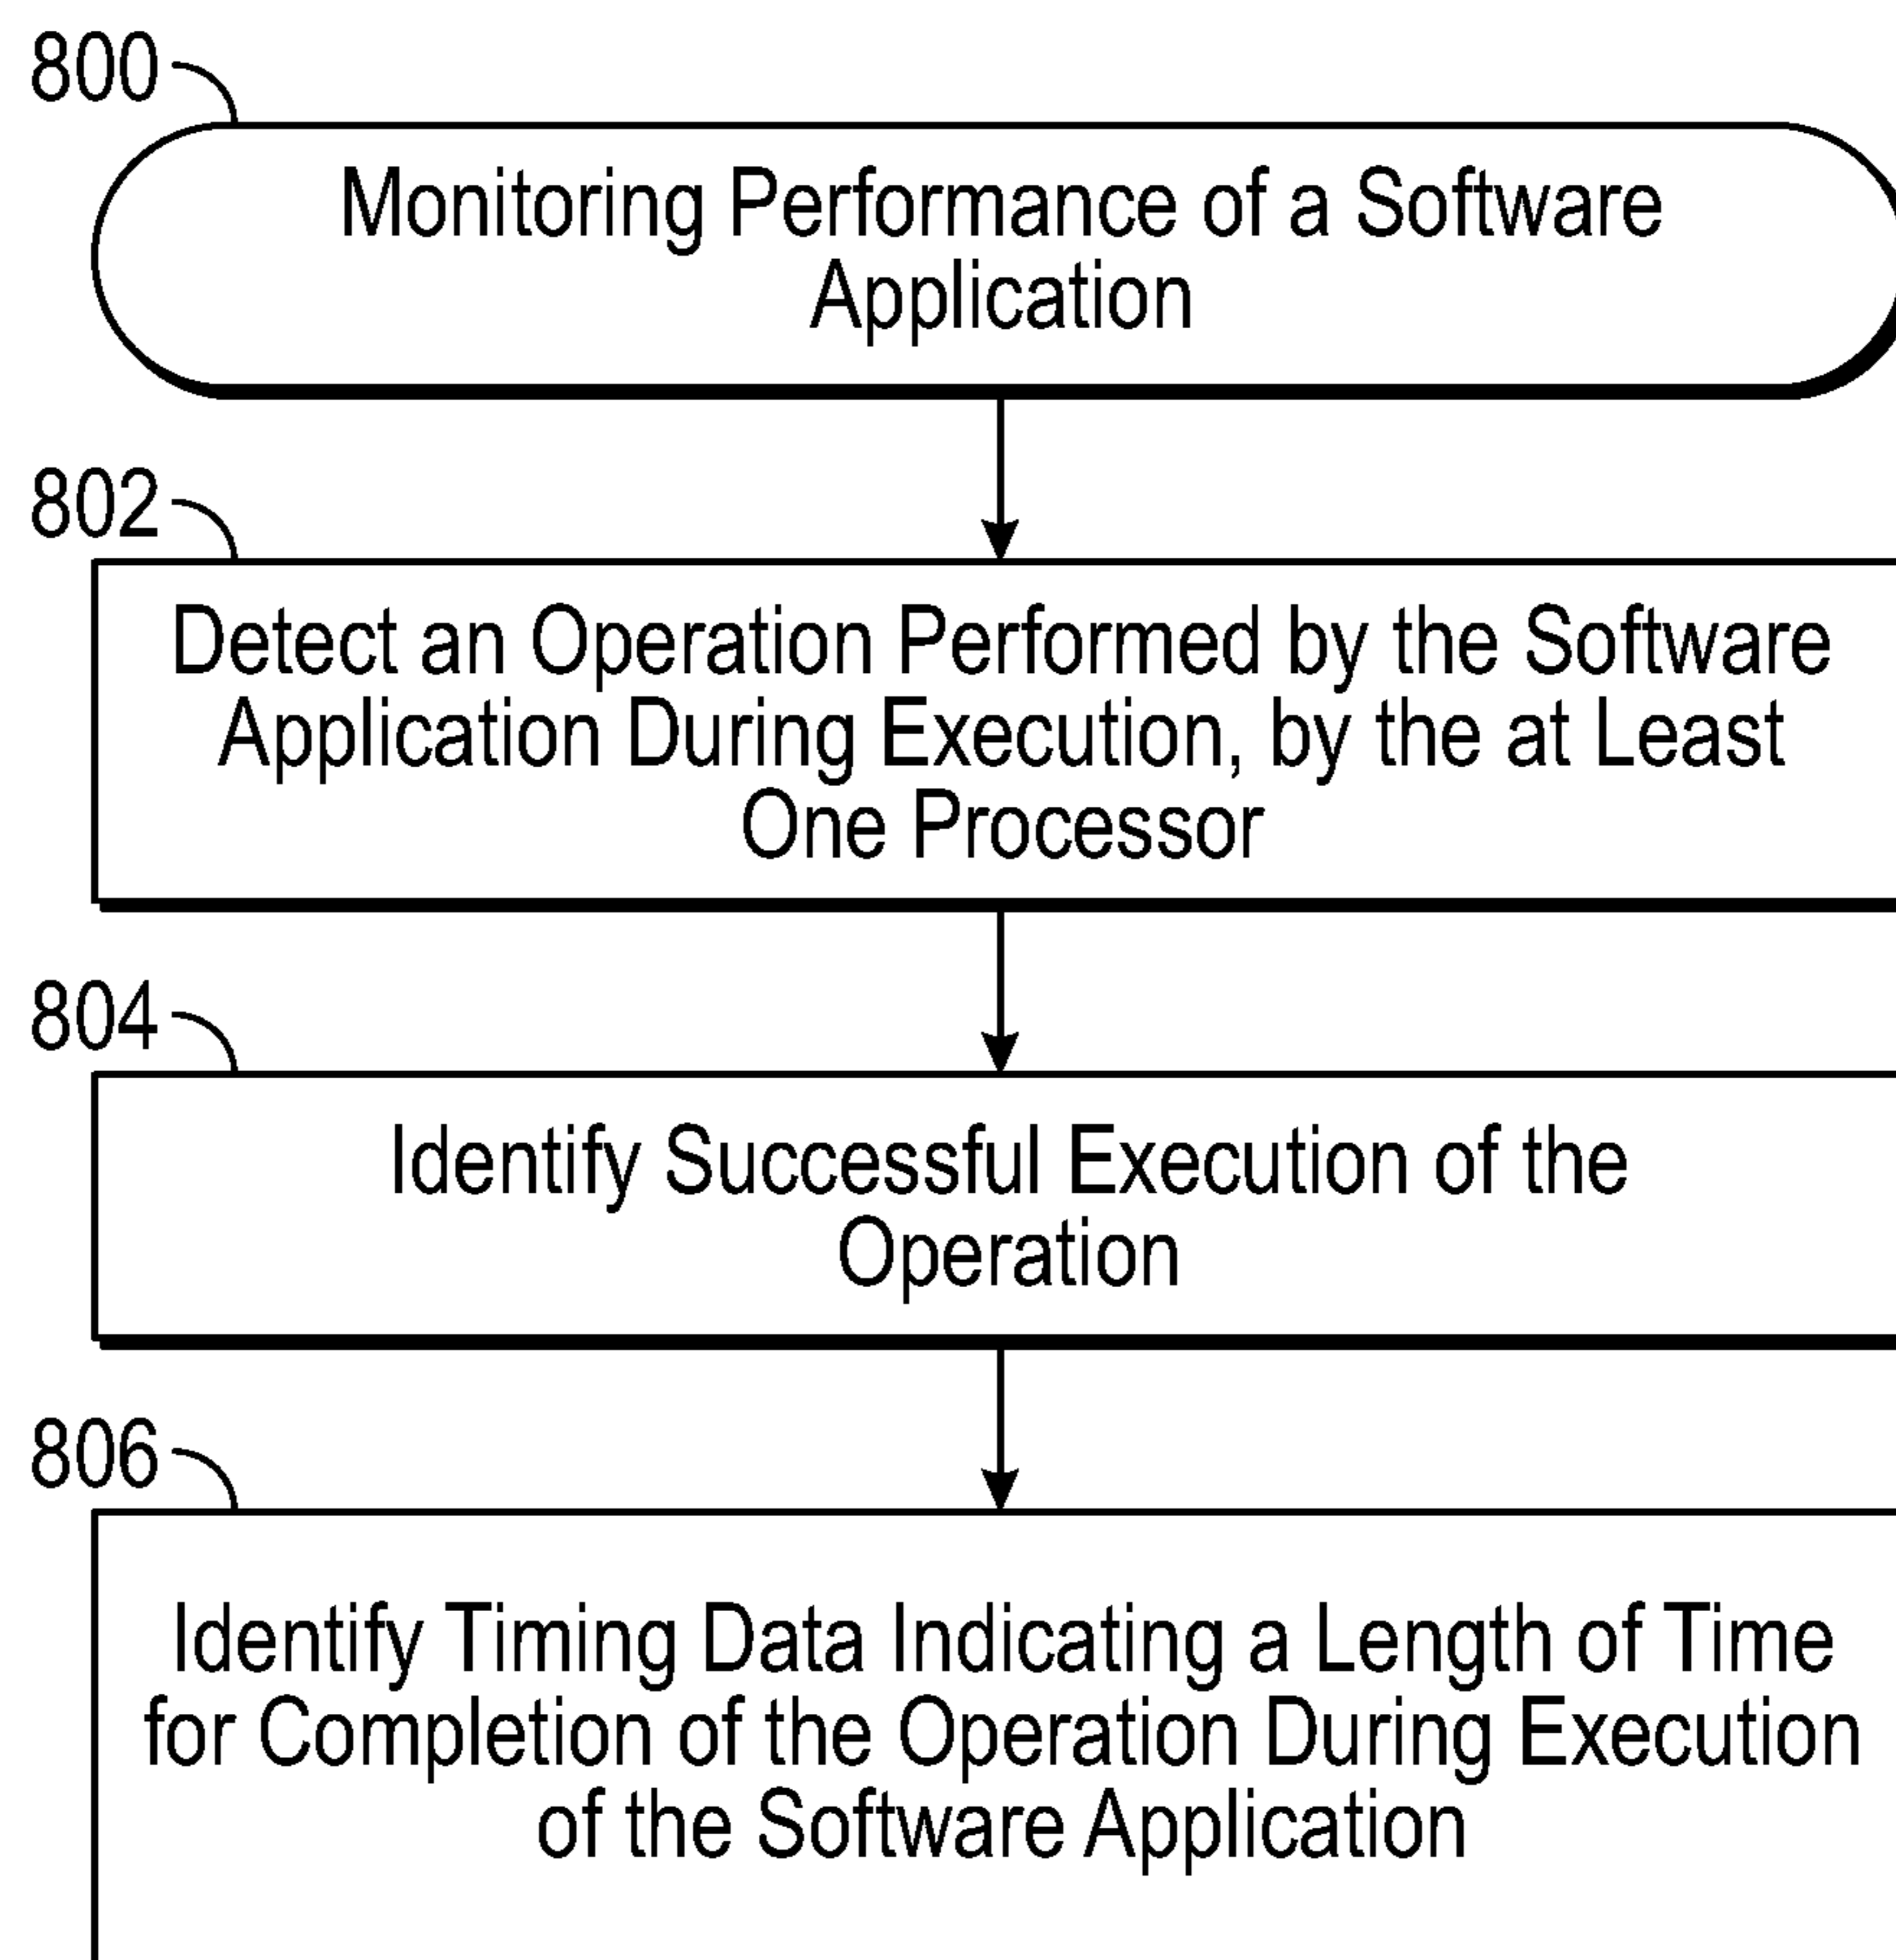 800
Monitoring Performance of a Software
Application
802
Detect an Operation Performed by the Software
Application During Execution, by the at Least
One Processor
804
Identify Successful Execution of the
Operation
806
Identify Timing Data Indicating a Length of Time
for Completion of the Operation During Execution
of the Software Application